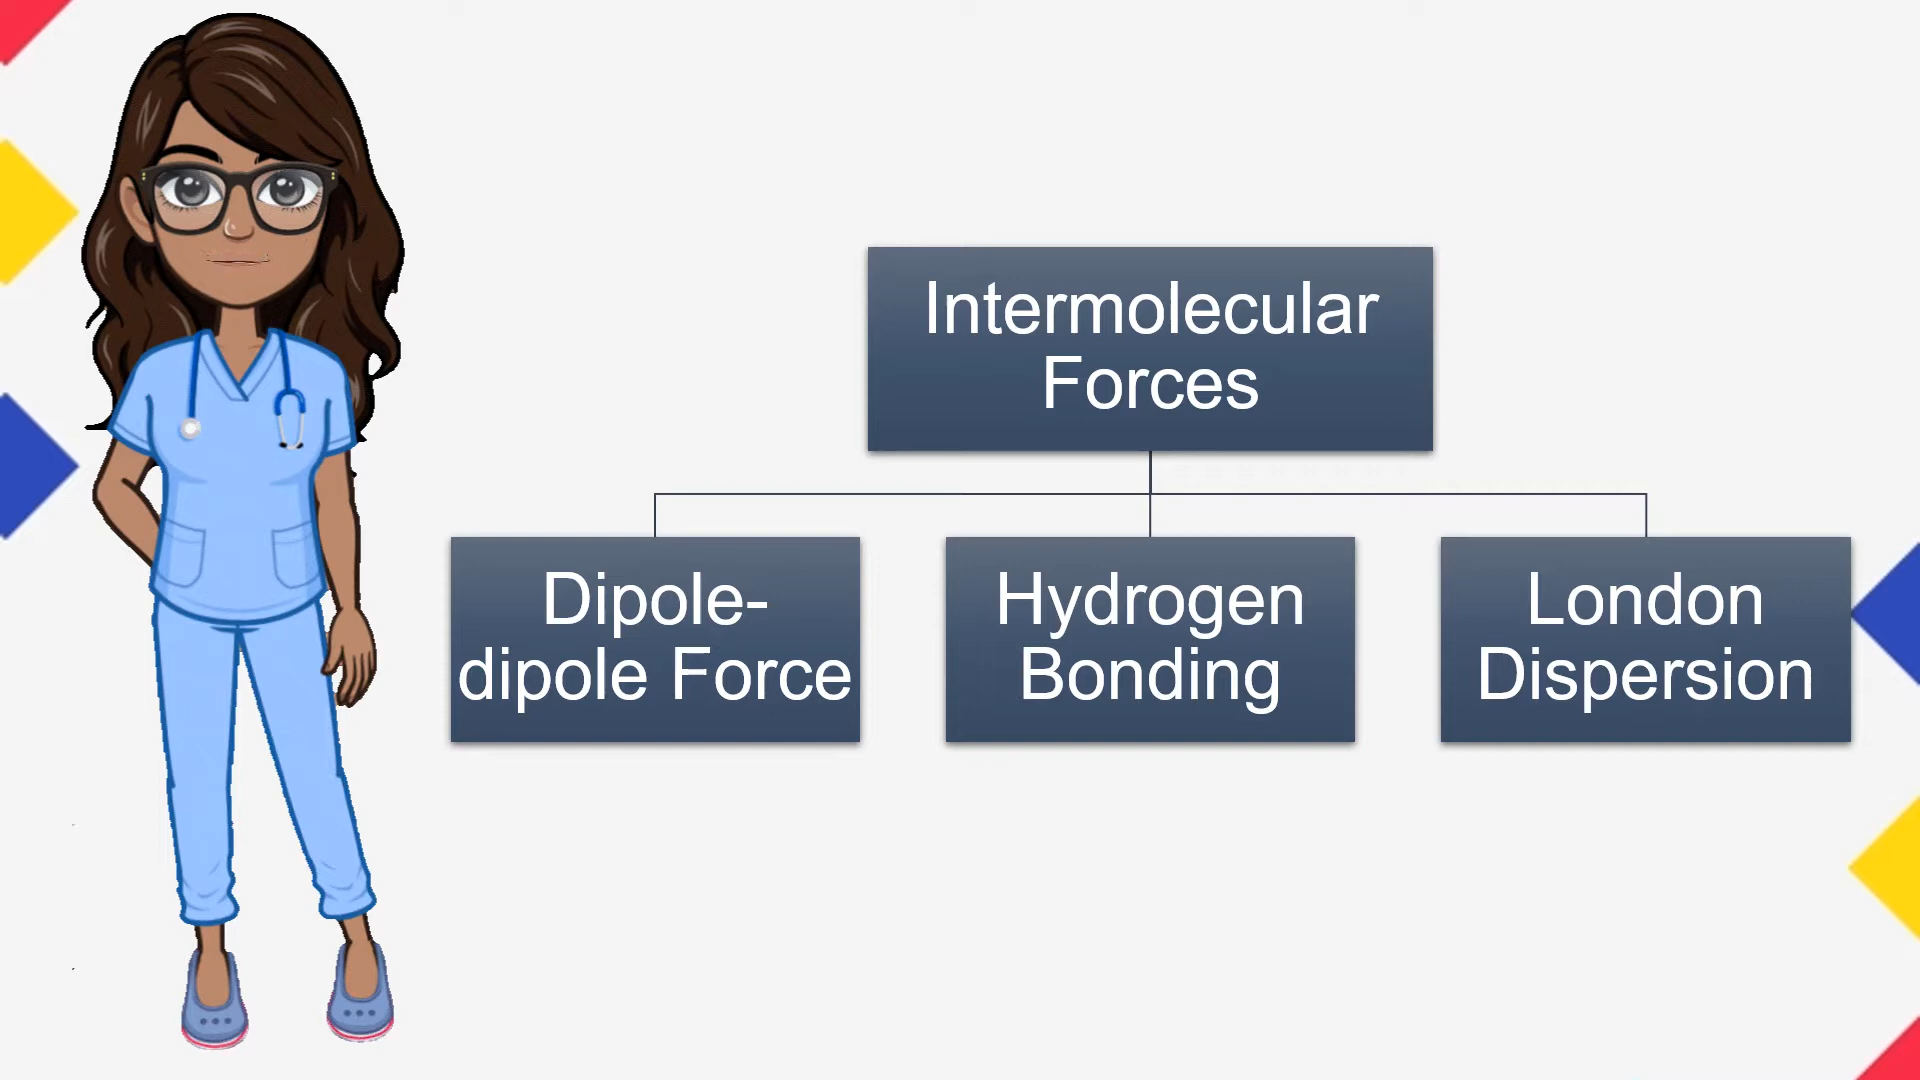 Intermolecular
Forces
Dipole-
dipole Force
Hydrogen
Bonding
London
Dispersion